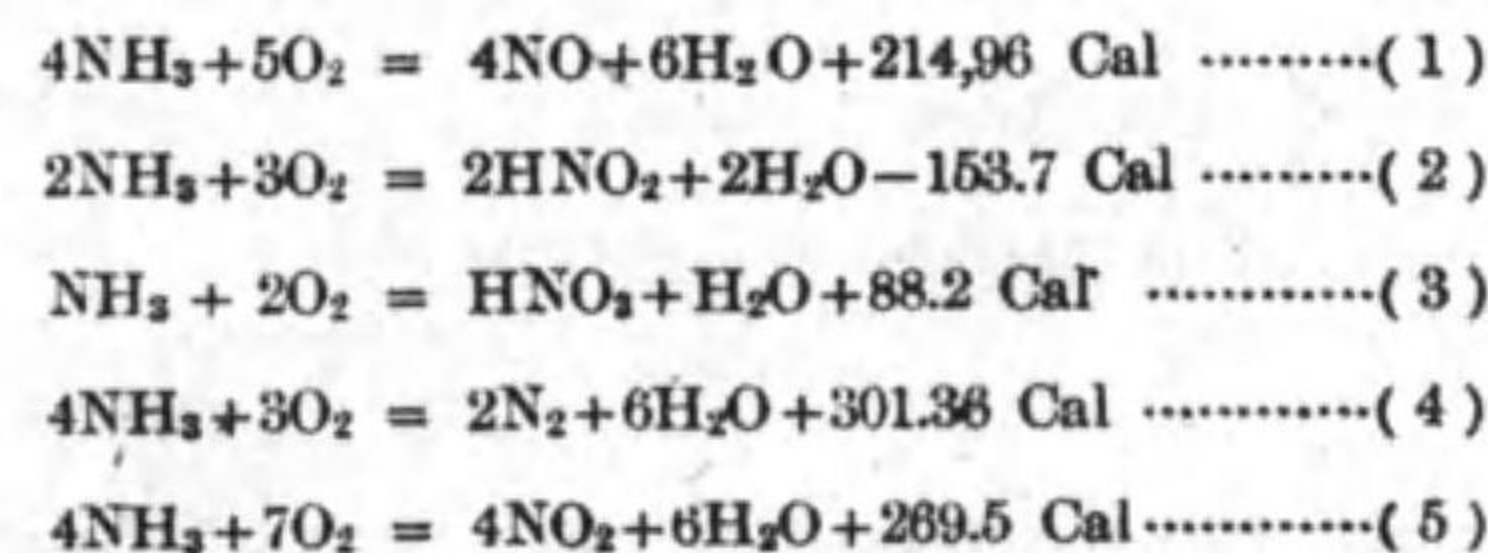 4NH₃+5O₂ = 4NO+6H₂O+214,96 Cal ·········( 1 )
2NH₃+3O₂ = 2HNO₂+2H₂O−153.7 Cal ·········( 2 )
NH₃ + 2O₂ = HNO₃+H₂O+88.2 Cal ············( 3 )
4NH₃+3O₂ = 2N₂+6H₂O+301.36 Cal ············( 4 )
4NH₃+7O₂ = 4NO₂+6H₂O+269.5 Cal············( 5 )